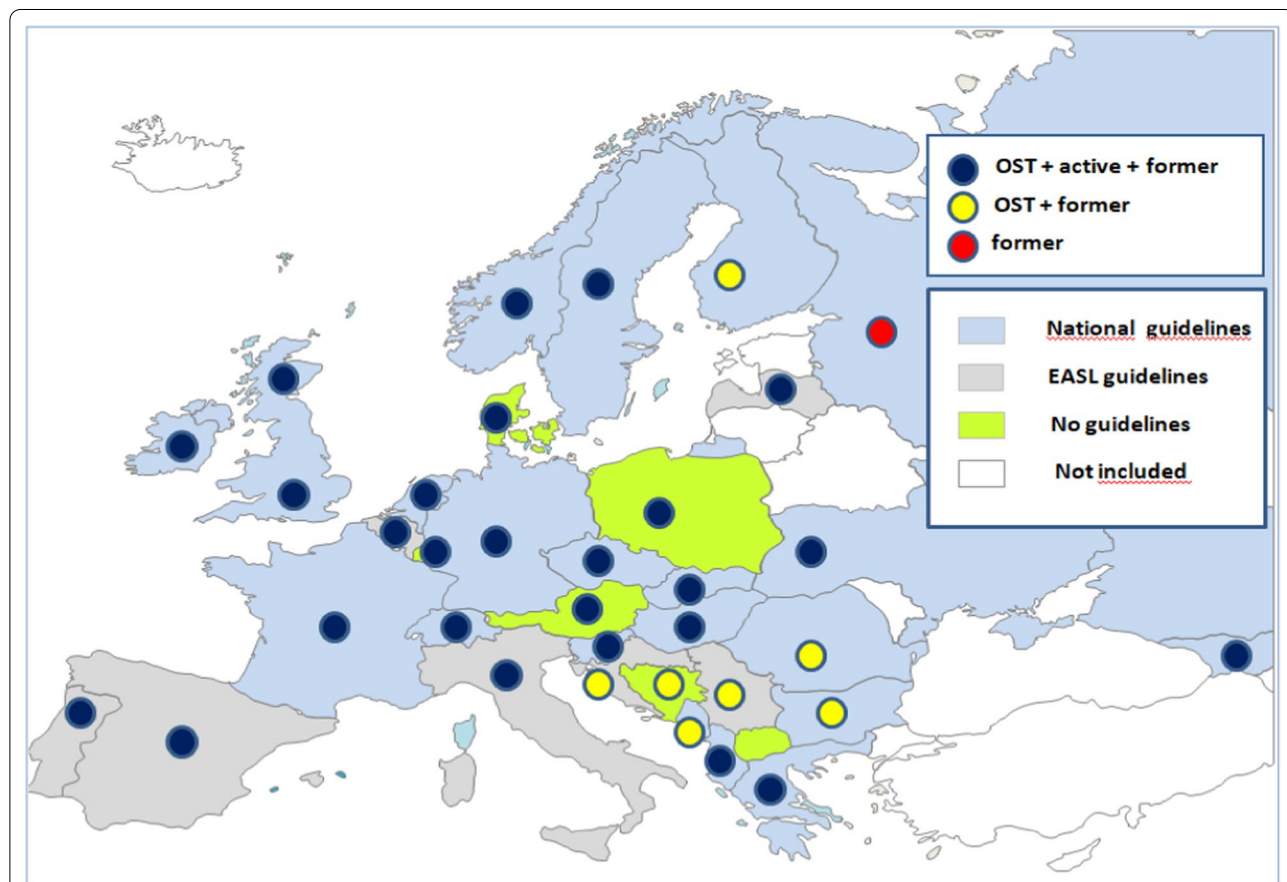 OST + active + former
OST + former
former
National guidelines
EASL guidelines
No guidelines
Not included